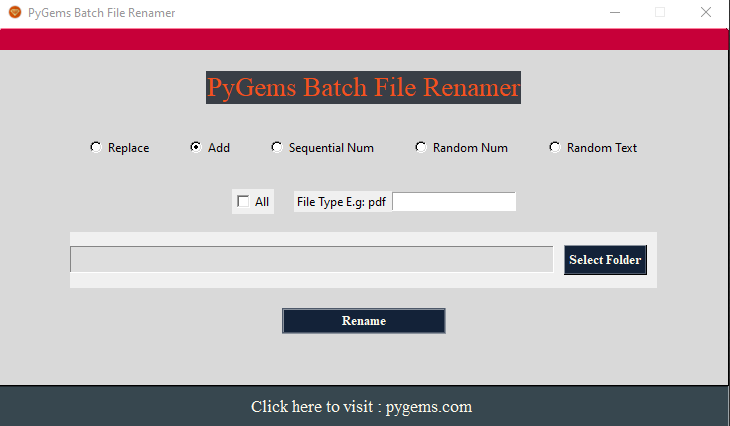 PyGems Batch File Renamer
PyGems Batch File Renamer
Replace Add Sequential Num Random Num Random Text
All File Type E.g: pdf
Select Folder
Rename
Click here to visit : pygems.com